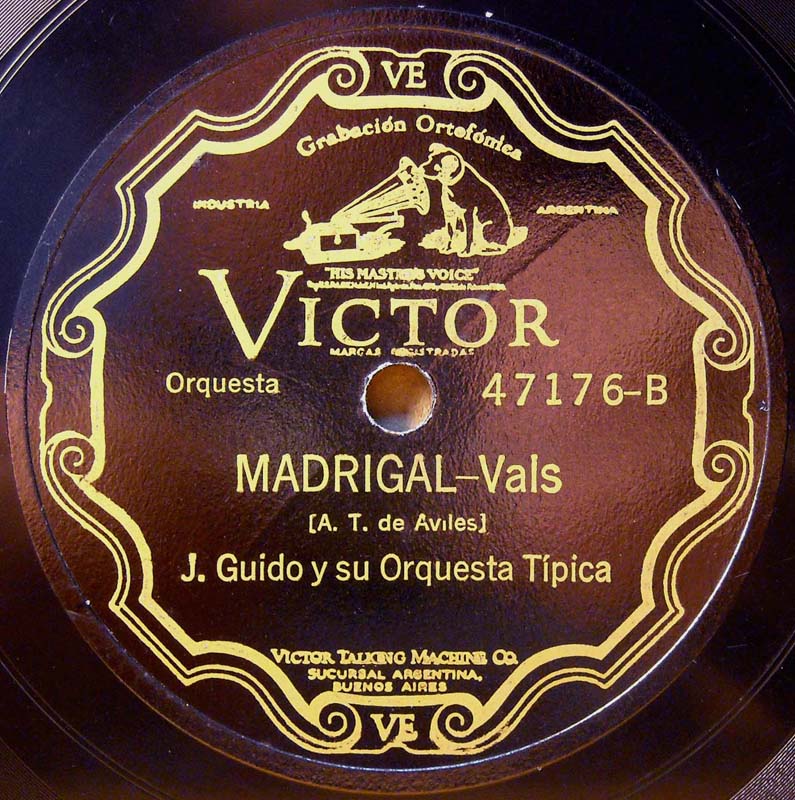 VE
Grabación Ortofónica
INDUSTRIA ARGENTINA
"HIS MASTER'S VOICE"
VICTOR
MARCAS REGISTRADAS
Orquesta 47176-B
MADRIGAL-Vals
[A. T. de Aviles]
J. Guido y su Orquesta Típica
VICTOR TALKING MACHINE CO.
SUCURSAL ARGENTINA,
BUENOS AIRES
VE